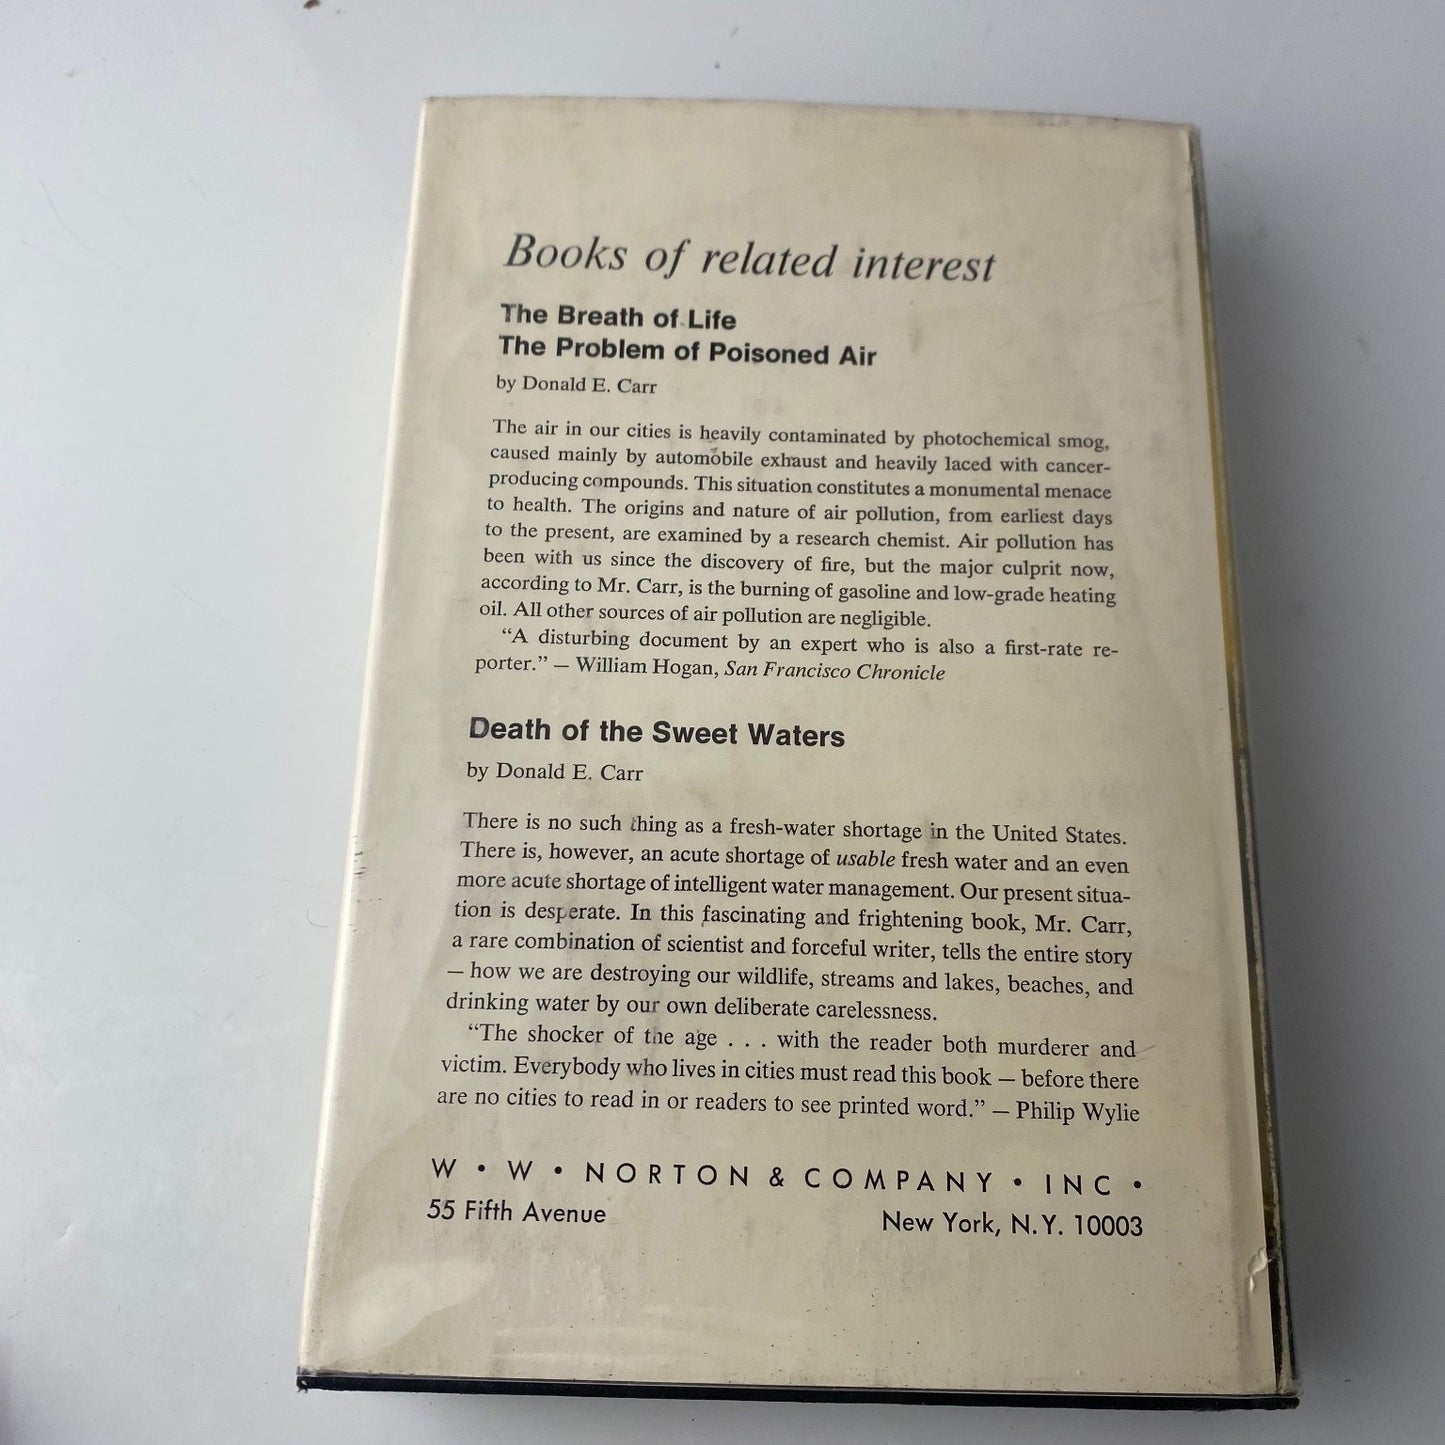 Books of related interest
The Breath of Life
The Problem of Poisoned Air
by Donald E. Carr
The air in our cities is heavily contaminated by photochemical smog,
caused mainly by automobile exhaust and heavily laced with cancer-
producing compounds. This situation constitutes a monumental menace
to health. The origins and nature of air pollution, from earliest days
to the present, are examined by a research chemist. Air pollution has
been with us since the discovery of fire, but the major culprit now,
according to Mr. Carr, is the burning of gasoline and low-grade heating
oil. All other sources of air pollution are negligible.
“A disturbing document by an expert who is also a first-rate re-
porter.” — William Hogan, San Francisco Chronicle
Death of the Sweet Waters
by Donald E. Carr
There is no such thing as a fresh-water shortage in the United States.
There is, however, an acute shortage of usable fresh water and an even
more acute shortage of intelligent water management. Our present situa-
tion is desperate. In this fascinating and frightening book, Mr. Carr,
a rare combination of scientist and forceful writer, tells the entire story
— how we are destroying our wildlife, streams and lakes, beaches, and
drinking water by our own deliberate carelessness.
“The shocker of the age . . . with the reader both murderer and
victim. Everybody who lives in cities must read this book — before there
are no cities to read in or readers to see printed word.” — Philip Wylie
W • W • NORTON & COMPANY • INC •
55 Fifth Avenue New York, N.Y. 10003